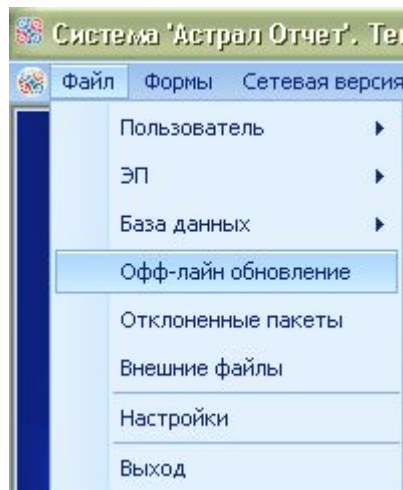 Система 'Астрал Отчет'. Те
Файл Формы Сетевая версия
Пользователь
ЭП
База данных
Офф-лайн обновление
Отклоненные пакеты
Внешние файлы
Настройки
Выход